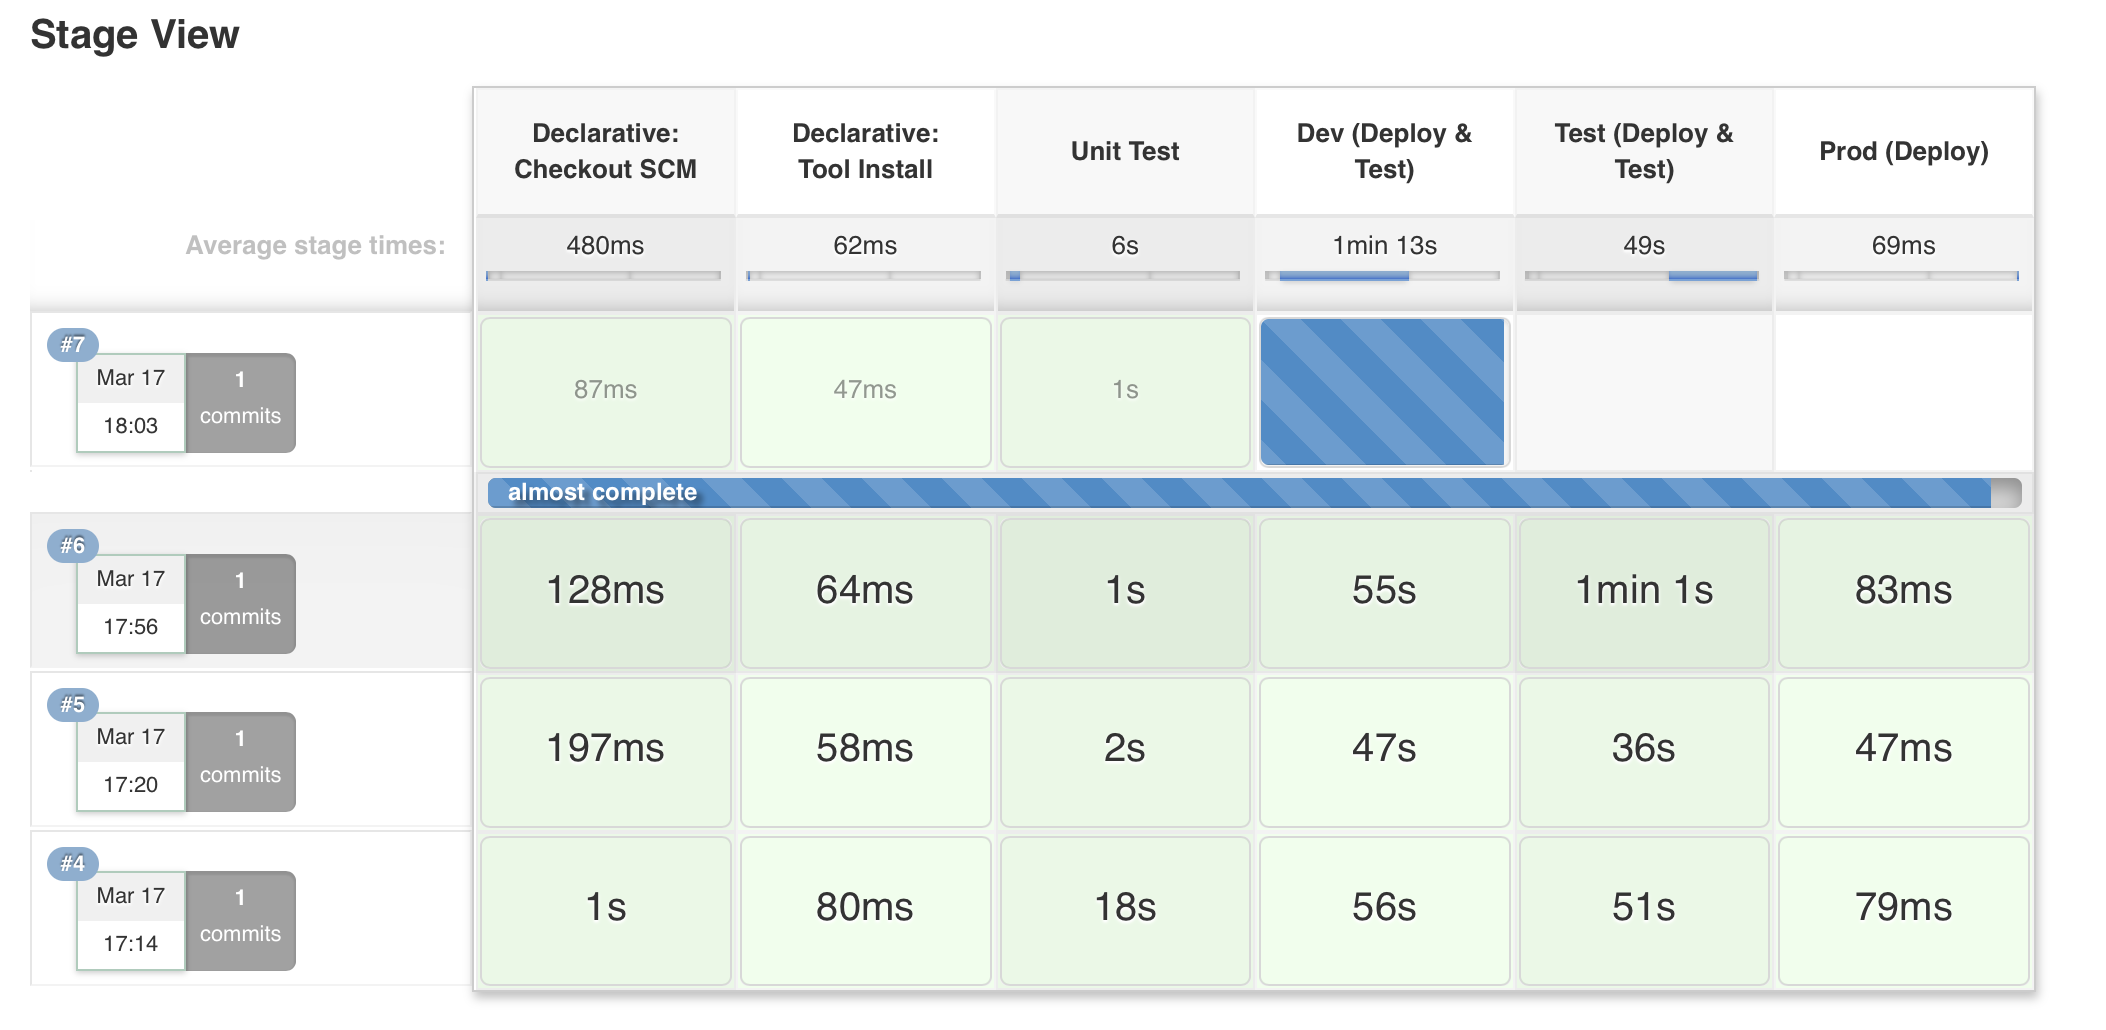 Stage View
Declarative:
Checkout SCM
Declarative:
Tool Install
Unit Test
Dev (Deploy &
Test)
Test (Deploy &
Test)
Prod (Deploy)
Average stage times:
480ms
62ms
6s
1min 13s
49s
69ms
#7
Mar 17
18:03
1
commits
87ms
47ms
1s
almost complete
#6
Mar 17
17:56
1
commits
128ms
64ms
1s
55s
1min 1s
83ms
#5
Mar 17
17:20
1
commits
197ms
58ms
2s
47s
36s
47ms
#4
Mar 17
17:14
1
commits
1s
80ms
18s
56s
51s
79ms